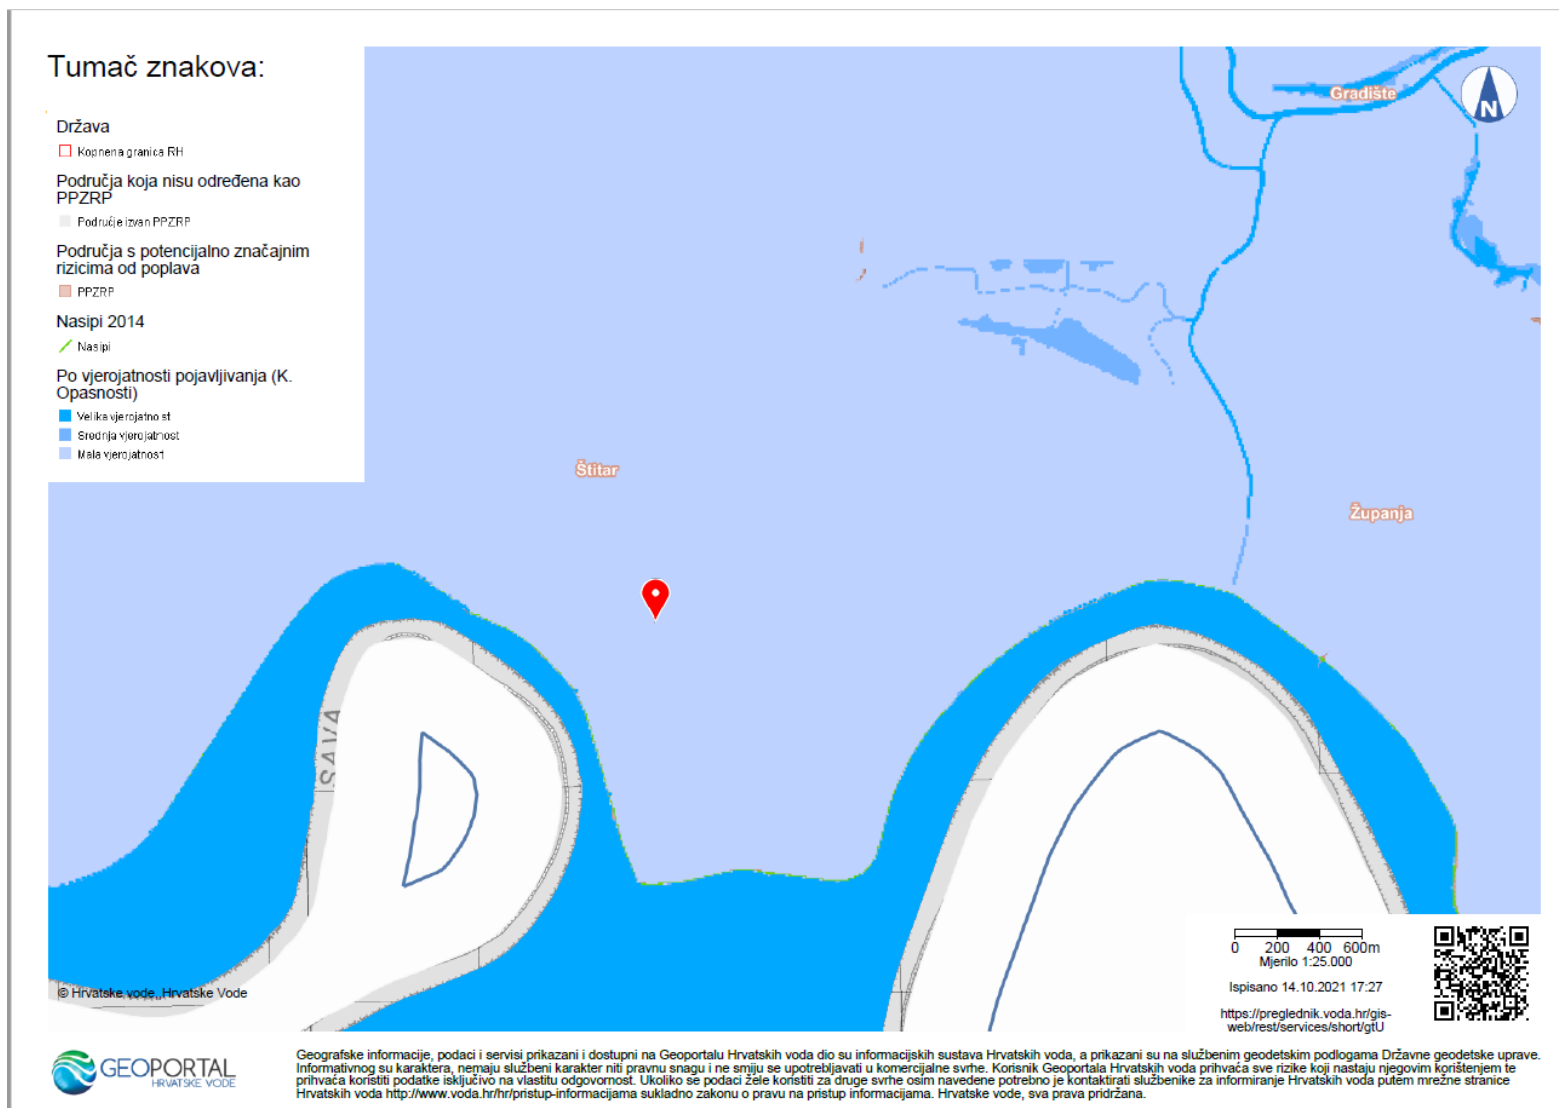 Tumač znakova:
Država
Kopnena granica RH
Područja koja nisu određena kao
PPZRP
Područje izvan PPZRP
Područja s potencijalno značajnim
rizicima od poplava
PPZRP
Nasipi 2014
Nasipi
Po vjerojatnosti pojavljivanja (K.
Opasnosti)
Velika vjerojatnost
Srednja vjerojatnost
Mala vjerojatnost
Gradište
N
Štitar
Županja
SAVA
0 200 400 600m
Mjerilo 1:25.000
Ispisano 14.10.2021 17:27
https://preglednik.voda.hr/gis-
web/rest/services/short/gtU
© Hrvatske vode, Hrvatske Vode
GEOPORTAL
HRVATSKE VODE
Geografske informacije, podaci i servisi prikazani i dostupni na Geoportalu Hrvatskih voda dio su informacijskih sustava Hrvatskih voda, a prikazani su na službenim geodetskim podlogama Državne geodetske uprave.
Informativnog su karaktera, nemaju službeni karakter niti pravnu snagu i ne smiju se upotrebljavati u komercijalne svrhe. Korisnik Geoportala Hrvatskih voda prihvaća sve rizike koji nastaju njegovim korištenjem te
prihvaća koristiti podatke isključivo na vlastitu odgovornost. Ukoliko se podaci žele koristiti za druge svrhe osim navedene potrebno je kontaktirati službenike za informiranje Hrvatskih voda putem mrežne stranice
Hrvatskih voda http://www.voda.hr/hr/pristup-informacijama sukladno zakonu o pravu na pristup informacijama. Hrvatske vode, sva prava pridržana.